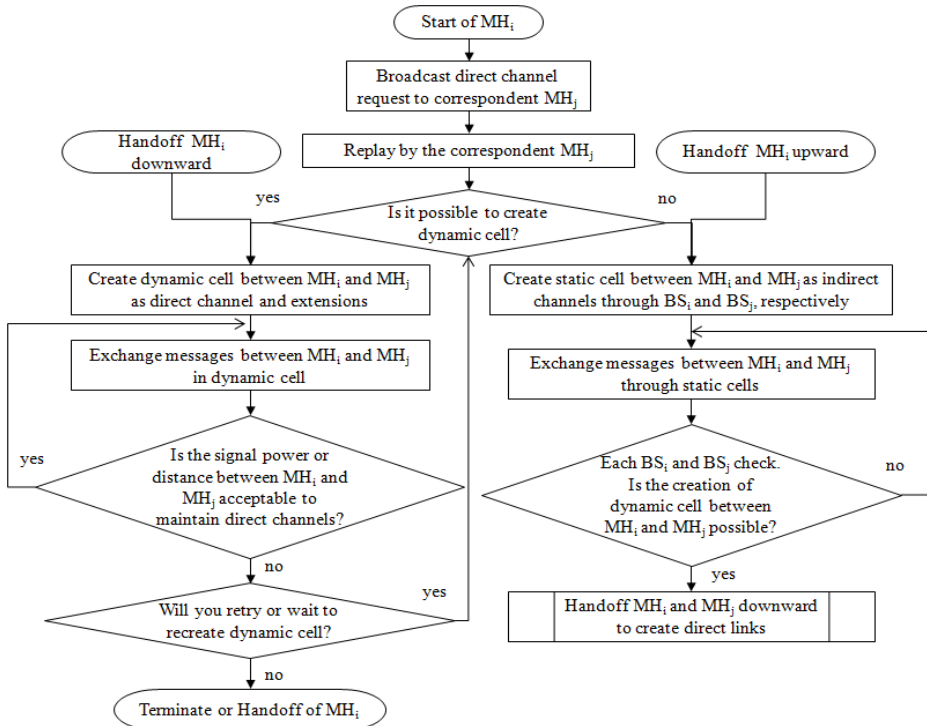 Start of MHi
Broadcast direct channel
request to correspondent MHj
Handoff MHi
downward
Replay by the correspondent MHj
Handoff MHi upward
yes
no
Is it possible to create
dynamic cell?
Create dynamic cell between MHi and MHj
as direct channel and extensions
Create static cell between MHi and MHj as indirect
channels through BSi and BSj, respectively
Exchange messages between MHi and MHj
in dynamic cell
Exchange messages between MHi and MHj
through static cells
yes
Is the signal power or
distance between MHi and
MHj acceptable to
maintain direct channels?
no
Each BSi and BSj check.
Is the creation of
dynamic cell between
MHi and MHj possible?
no
yes
Will you retry or wait to
recreate dynamic cell?
yes
Handoff MHi and MHj downward
to create direct links
no
Terminate or Handoff of MHi